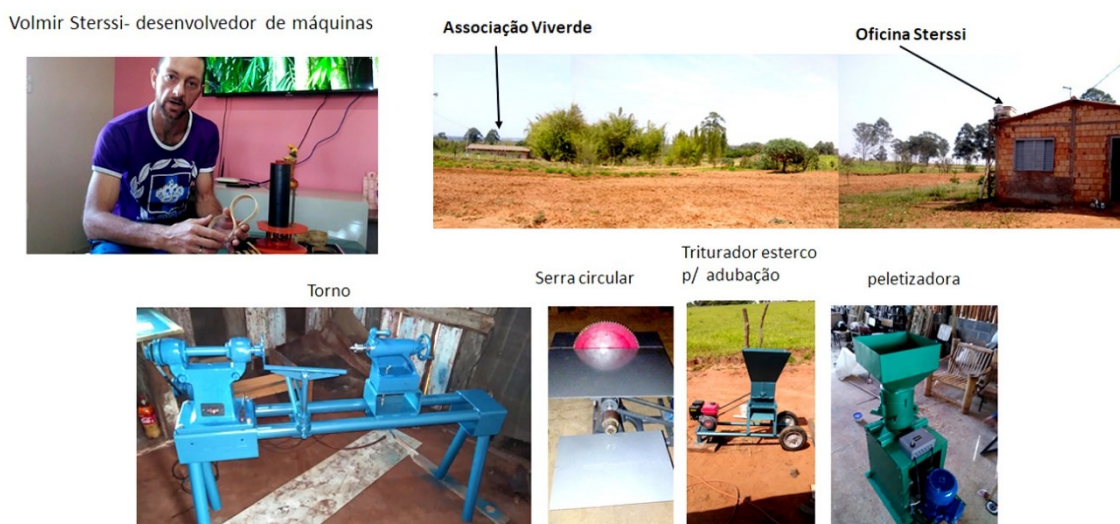 Volmir Sterssi- desenvolvedor de máquinas
Associação Viverde
Oficina Sterssi
Torno
Serra circular
Triturador esterco
p/ adubação
peletizadora